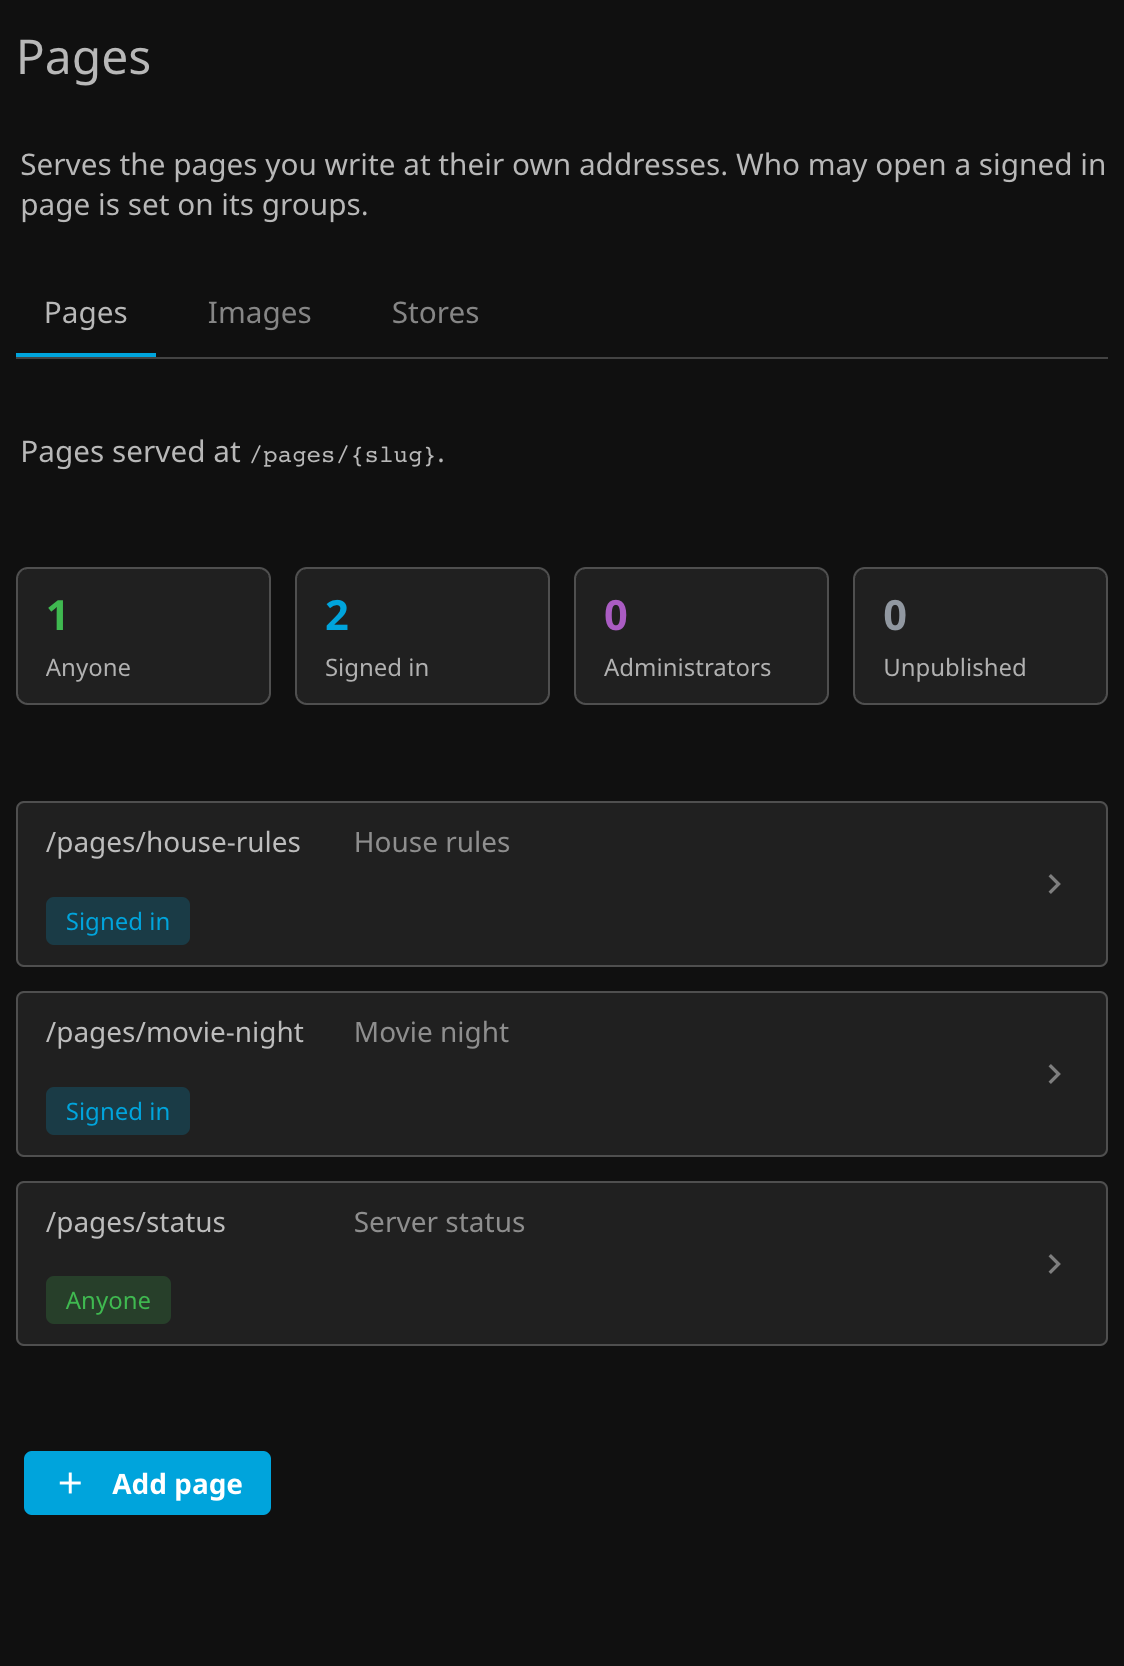 Pages
Serves the pages you write at their own addresses. Who may open a signed in
page is set on its groups.
Pages Images Stores
Pages served at /pages/{slug}.
1 2 0 0
Anyone Signed in Administrators Unpublished
/pages/house-rules House rules
Signed in
/pages/movie-night Movie night
Signed in
/pages/status Server status
Anyone
+ Add page